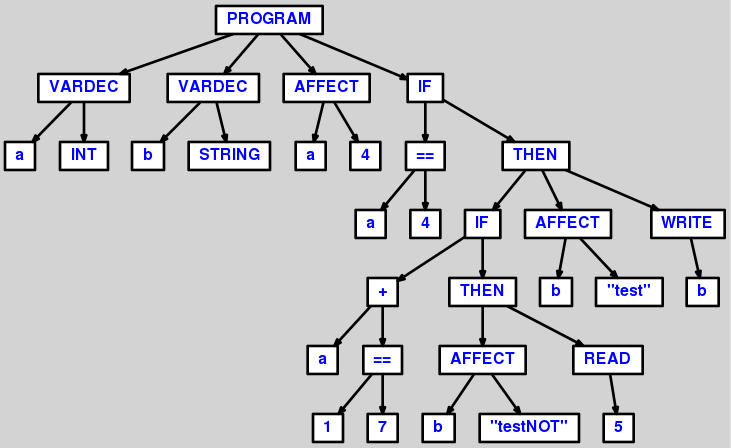 PROGRAM
VARDEC VARDEC AFFECT IF
a INT b STRING a 4 == THEN
a 4 IF AFFECT WRITE
+ THEN b "test" b
a == AFFECT READ
1 7 b "testNOT" 5